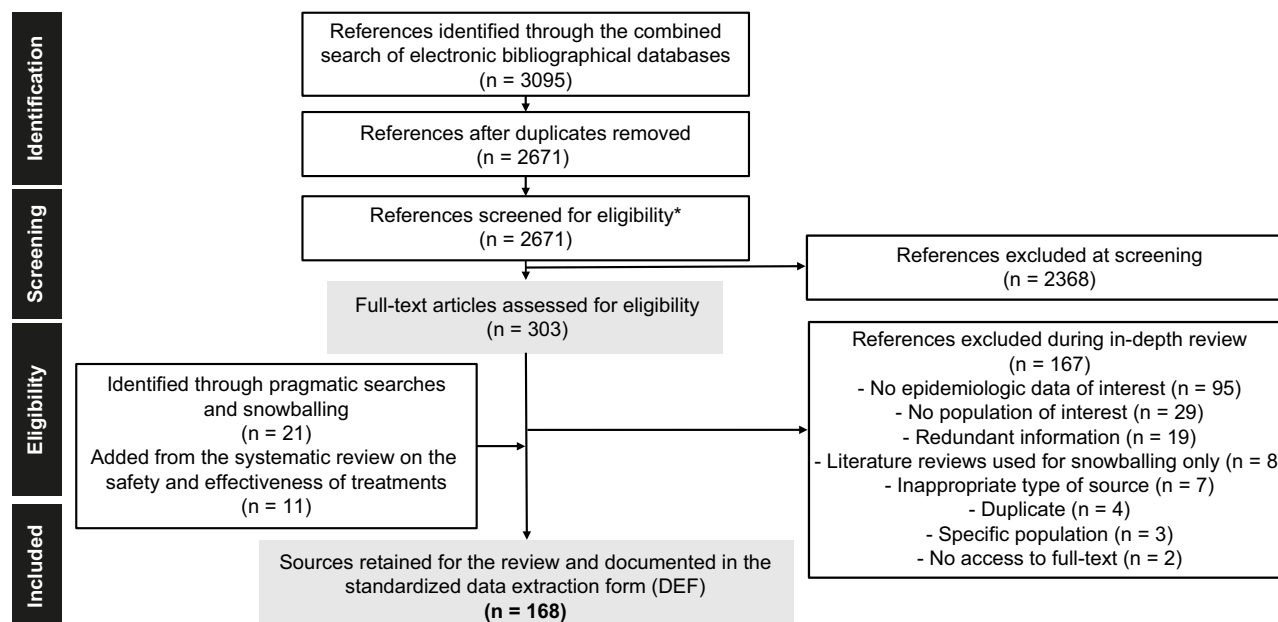 Identification
References identified through the combined
search of electronic bibliographical databases
(n = 3095)
References after duplicates removed
(n = 2671)
Screening
References screened for eligibility*
(n = 2671)
References excluded at screening
(n = 2368)
Full-text articles assessed for eligibility
(n = 303)
Eligibility
Identified through pragmatic searches
and snowballing
(n = 21)
Added from the systematic review on the
safety and effectiveness of treatments
(n = 11)
References excluded during in-depth review
(n = 167)
- No epidemiologic data of interest (n = 95)
- No population of interest (n = 29)
- Redundant information (n = 19)
- Literature reviews used for snowballing only (n = 8
- Inappropriate type of source (n = 7)
- Duplicate (n = 4)
- Specific population (n = 3)
- No access to full-text (n = 2)
Included
Sources retained for the review and documented in the
standardized data extraction form (DEF)
(n = 168)